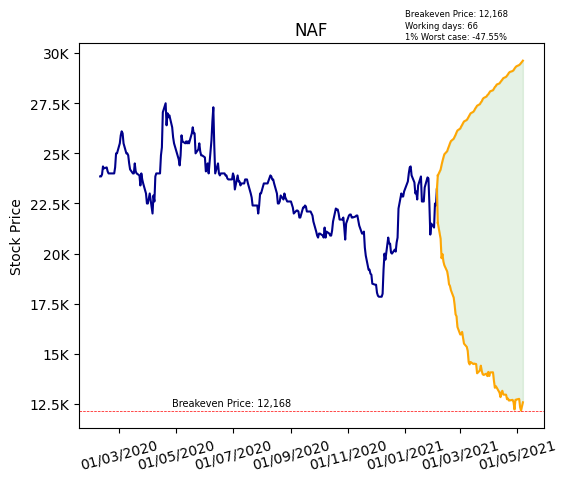 Breakeven Price: 12,168
Working days: 66
1% Worst case: -47.55%
NAF
Stock Price
30K
27.5K
25K
22.5K
20K
17.5K
15K
12.5K
Breakeven Price: 12,168
01/03/2020 01/05/2020 01/07/2020 01/09/2020 01/11/2020 01/01/2021 01/03/2021 01/05/2021